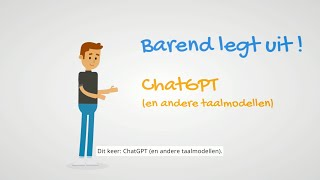 Barend legt uit !
ChatGPT
(en andere taalmodellen)
Dit keer: ChatGPT (en andere taalmodellen).